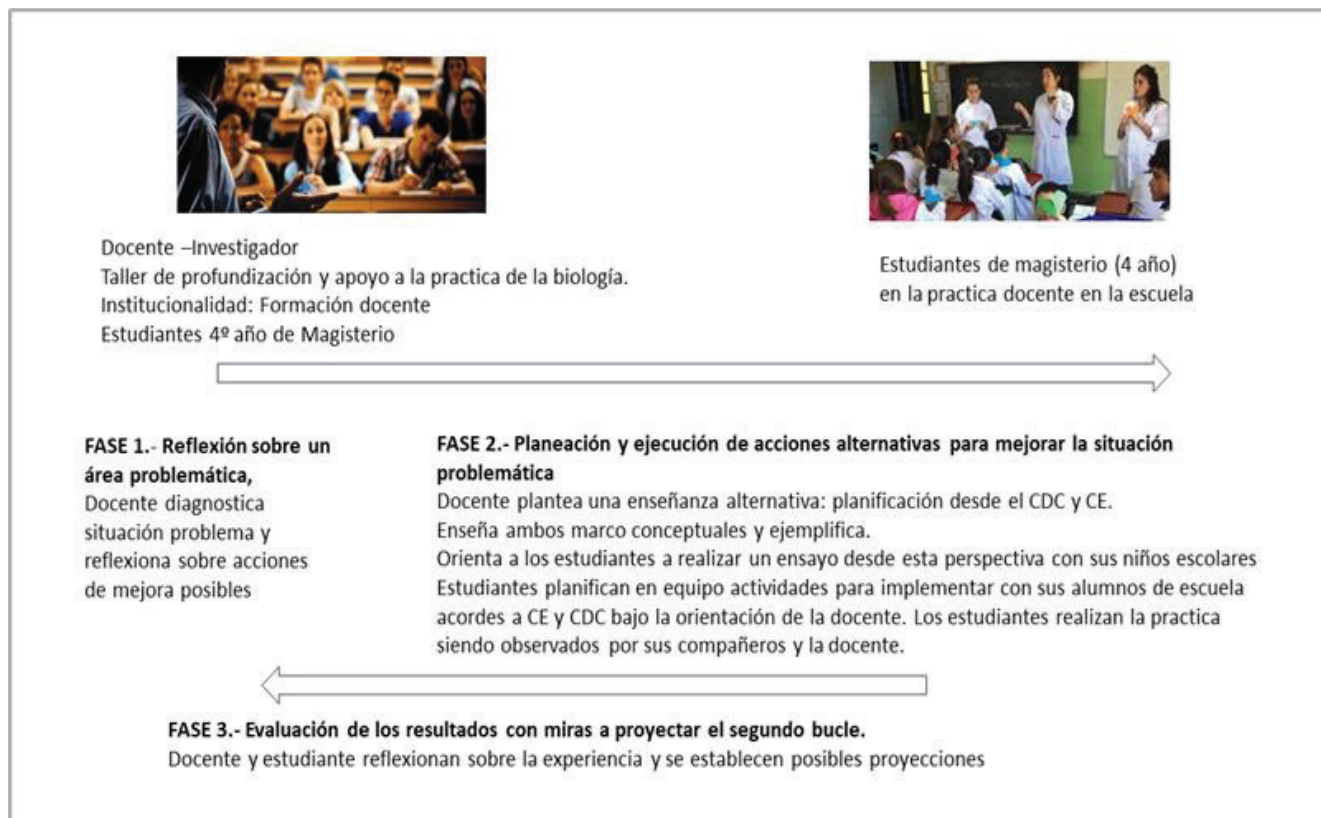 Docente –Investigador
Taller de profundización y apoyo a la practica de la biología.
Institucionalidad: Formación docente
Estudiantes 4º año de Magisterio
Estudiantes de magisterio (4 año)
en la practica docente en la escuela
FASE 1.- Reflexión sobre un
área problemática,
Docente diagnostica
situación problema y
reflexiona sobre acciones
de mejora posibles
FASE 2.- Planeación y ejecución de acciones alternativas para mejorar la situación
problemática
Docente plantea una enseñanza alternativa: planificación desde el CDC y CE.
Enseña ambos marco conceptuales y ejemplifica.
Orienta a los estudiantes a realizar un ensayo desde esta perspectiva con sus niños escolares
Estudiantes planifican en equipo actividades para implementar con sus alumnos de escuela
acordes a CE y CDC bajo la orientación de la docente. Los estudiantes realizan la practica
siendo observados por sus compañeros y la docente.
FASE 3.- Evaluación de los resultados con miras a proyectar el segundo bucle.
Docente y estudiante reflexionan sobre la experiencia y se establecen posibles proyecciones